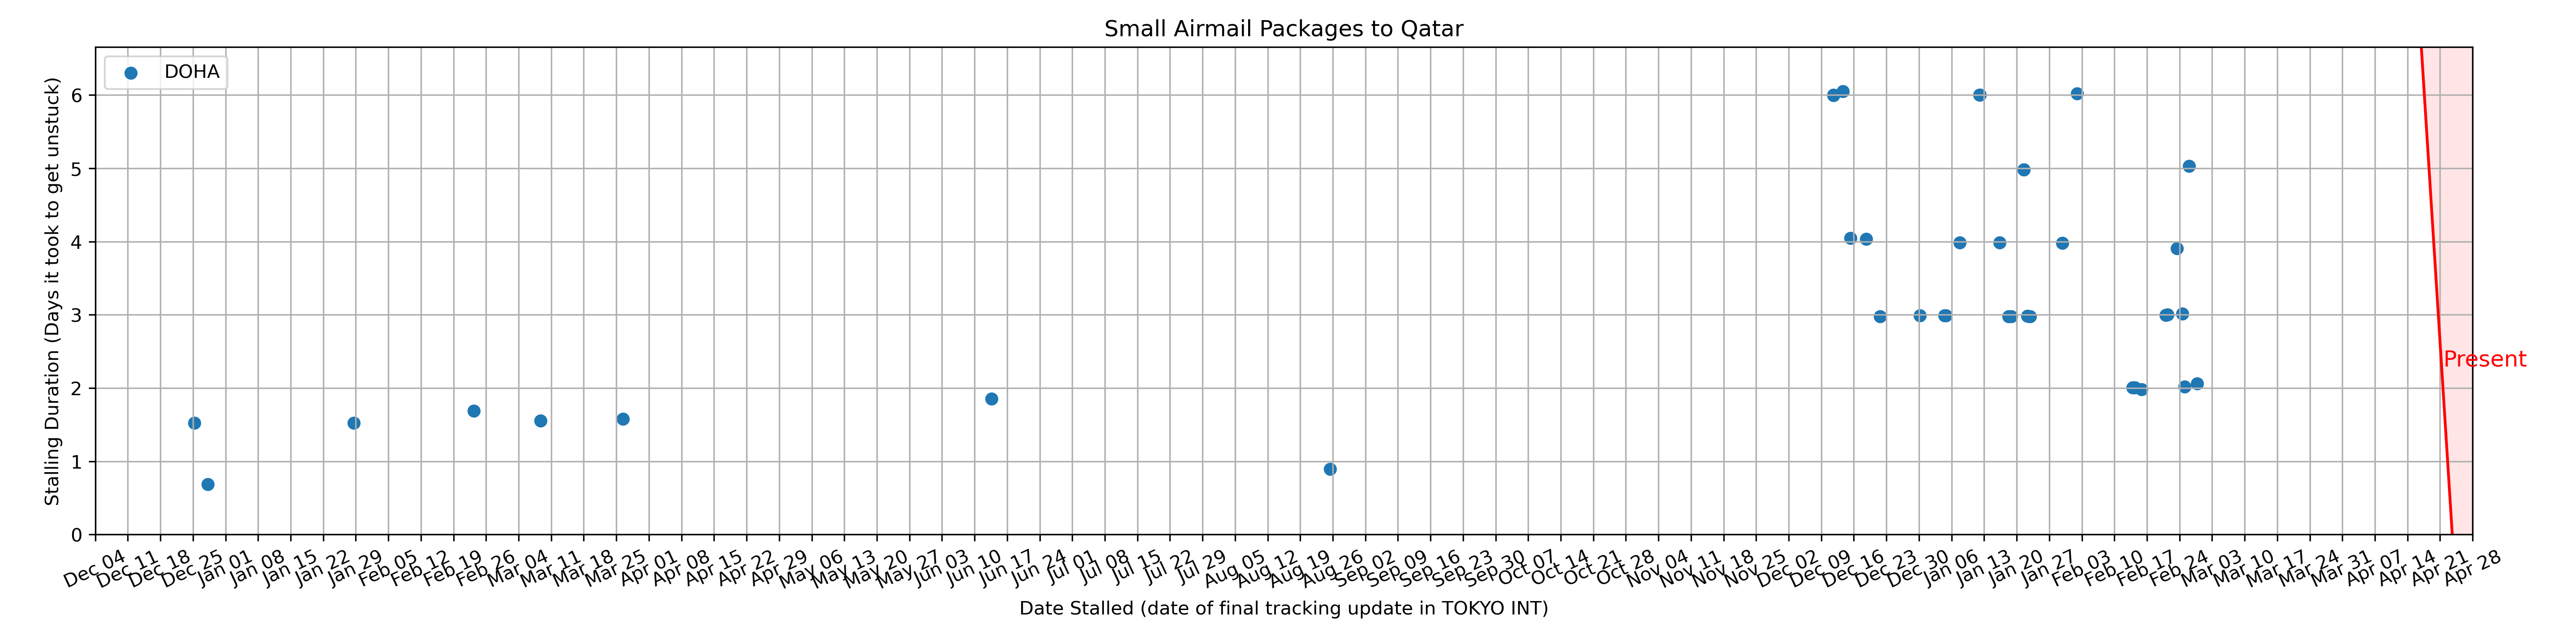 Small Airmail Packages to Qatar
DOHA
Stalling Duration (Days it took to get unstuck)
6
5
4
3
2
1
0
Present
Dec 04
Dec 11
Dec 18
Dec 25
Jan 01
Jan 08
Jan 15
Jan 22
Jan 29
Feb 05
Feb 12
Feb 19
Feb 26
Mar 04
Mar 11
Mar 18
Mar 25
Apr 01
Apr 08
Apr 15
Apr 22
Apr 29
May 06
May 13
May 20
May 27
Jun 03
Jun 10
Jun 17
Jun 24
Jul 01
Jul 08
Jul 15
Jul 22
Jul 29
Aug 05
Aug 12
Aug 19
Aug 26
Sep 02
Sep 09
Sep 16
Sep 23
Sep 30
Oct 07
Oct 14
Oct 21
Oct 28
Nov 04
Nov 11
Nov 18
Nov 25
Dec 02
Dec 09
Dec 16
Dec 23
Dec 30
Jan 06
Jan 13
Jan 20
Jan 27
Feb 03
Feb 10
Feb 17
Feb 24
Mar 03
Mar 10
Mar 17
Mar 24
Mar 31
Apr 07
Apr 14
Apr 21
Apr 28
Date Stalled (date of final tracking update in TOKYO INT)